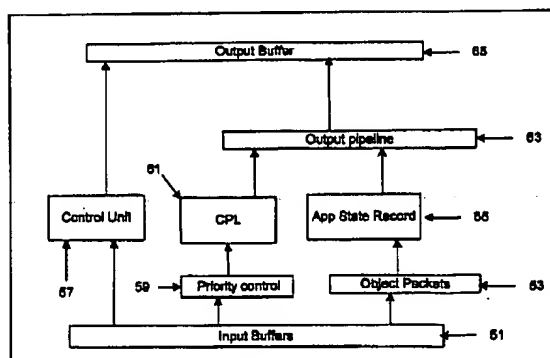 Output Buffer
65
Output pipeline
63
61
Control Unit
CPL
App State Record
55
57
59
Priority control
Object Packets
53
Input Buffers
51